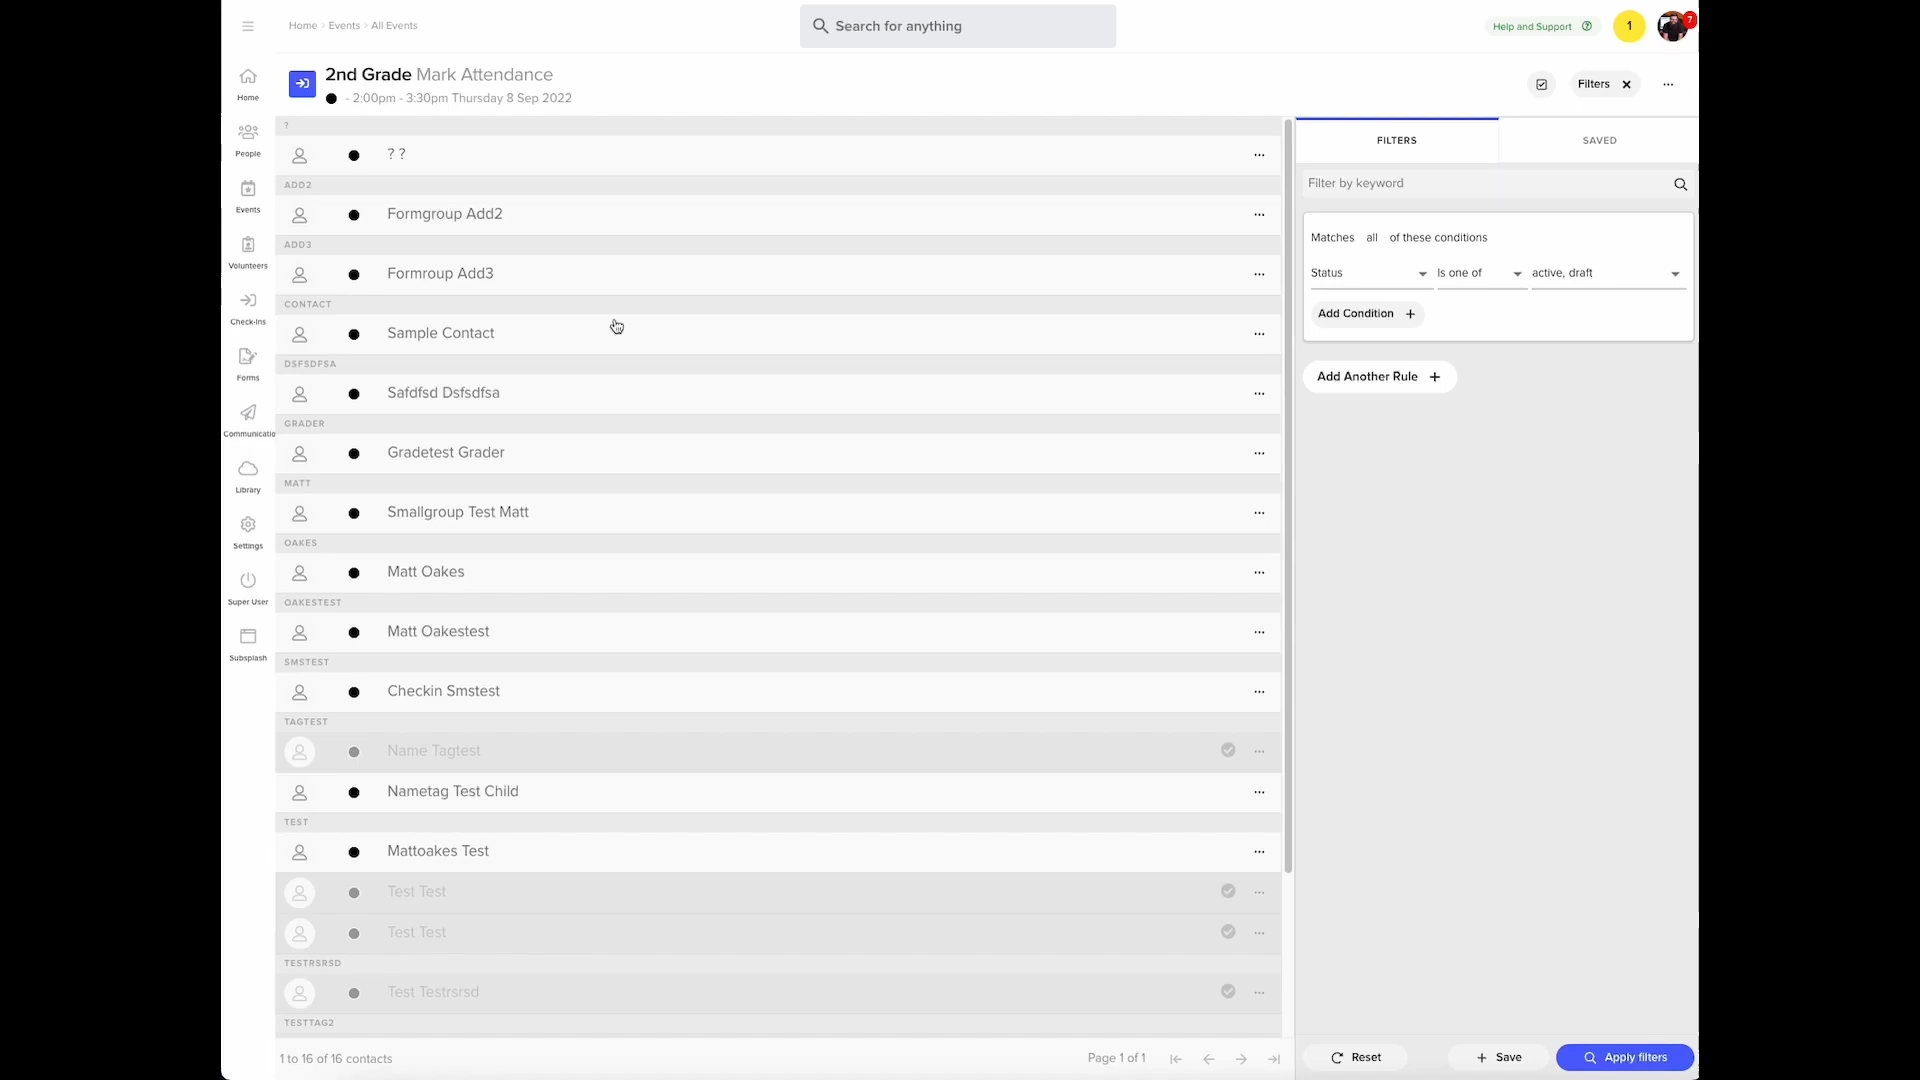 Home › Events › All Events
Search for anything
Help and Support
1
7
2nd Grade Mark Attendance
- 2:00pm - 3:30pm Thursday 8 Sep 2022
Filters
Home
People
Events
Volunteers
Check-Ins
Forms
Communicatio
Library
Settings
Super User
Subsplash
?
? ?
ADD2
Formgroup Add2
ADD3
Formroup Add3
CONTACT
Sample Contact
DSFSDFSA
Safdfsd Dsfsdfsa
GRADER
Gradetest Grader
MATT
Smallgroup Test Matt
OAKES
Matt Oakes
OAKESTEST
Matt Oakestest
SMSTEST
Checkin Smstest
TAGTEST
Name Tagtest
Nametag Test Child
TEST
Mattoakes Test
Test Test
Test Test
TESTRSRSD
Test Testrsrsd
TESTTAG2
1 to 16 of 16 contacts
Page 1 of 1
FILTERS
SAVED
Filter by keyword
Matches all of these conditions
Status Is one of active, draft
Add Condition +
Add Another Rule +
Reset
+ Save
Apply filters